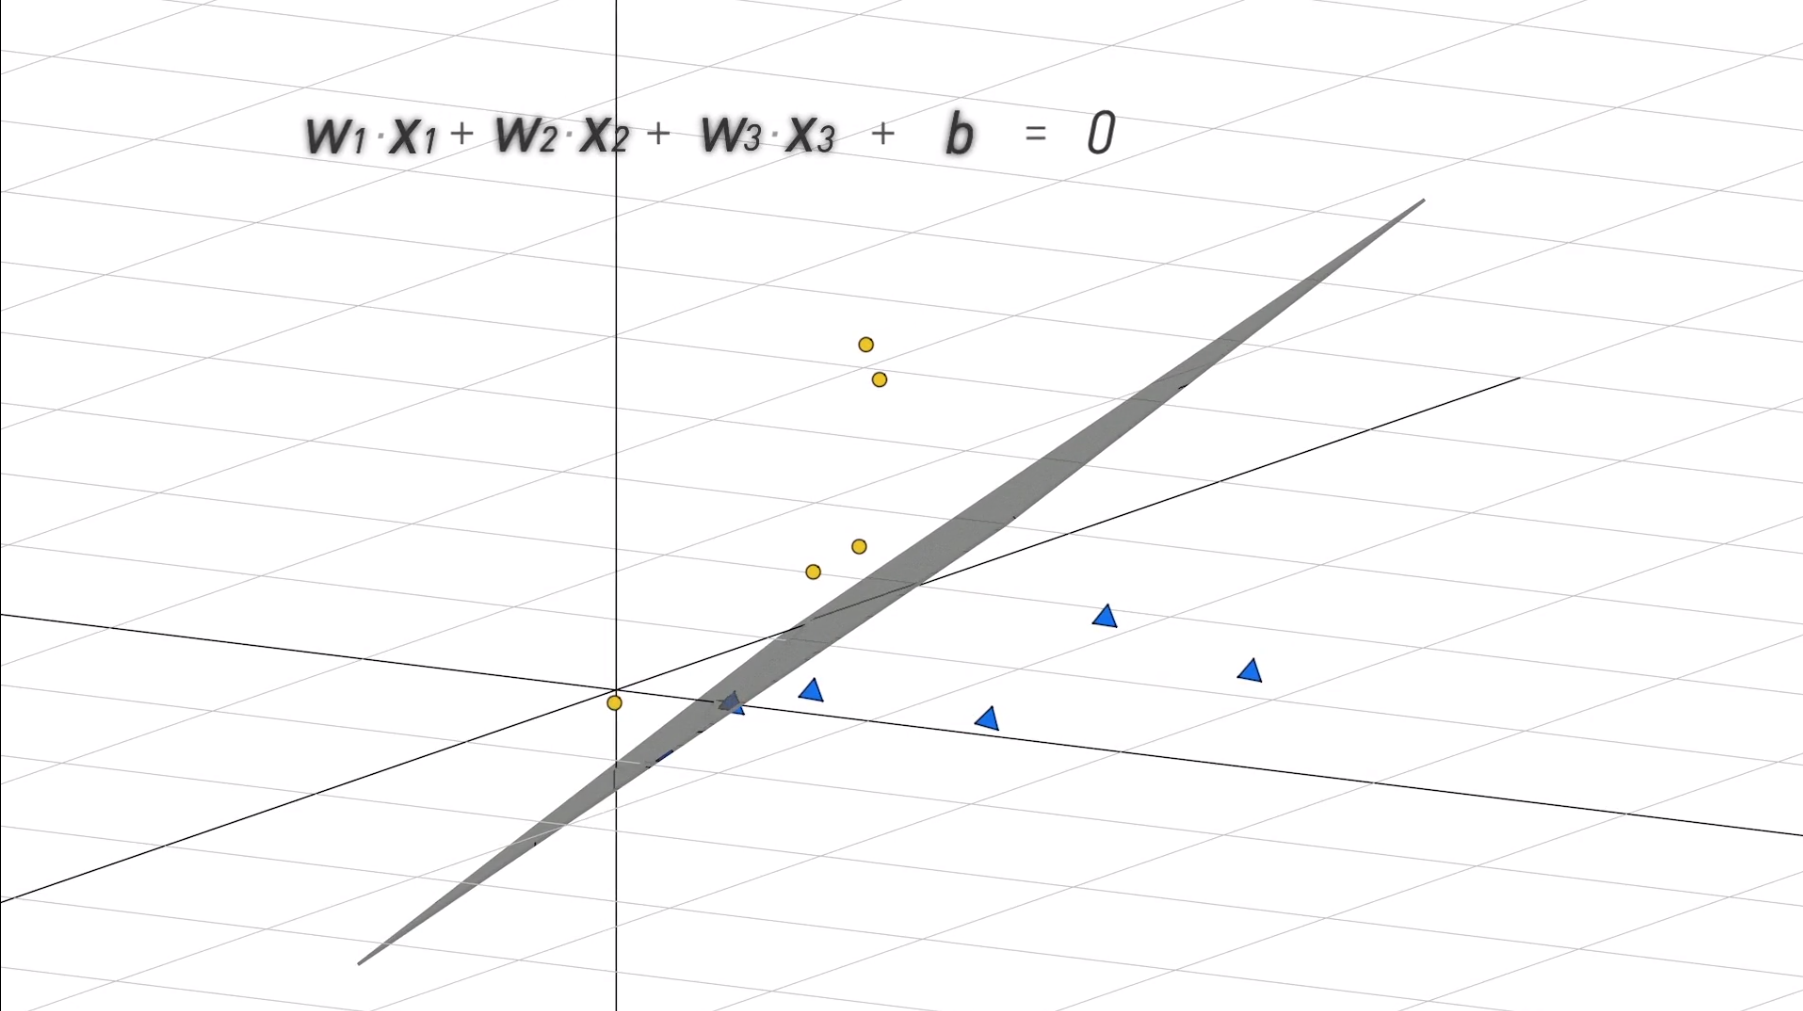 w₁·x₁ + w₂·x₂ + w₃·x₃ + b = 0